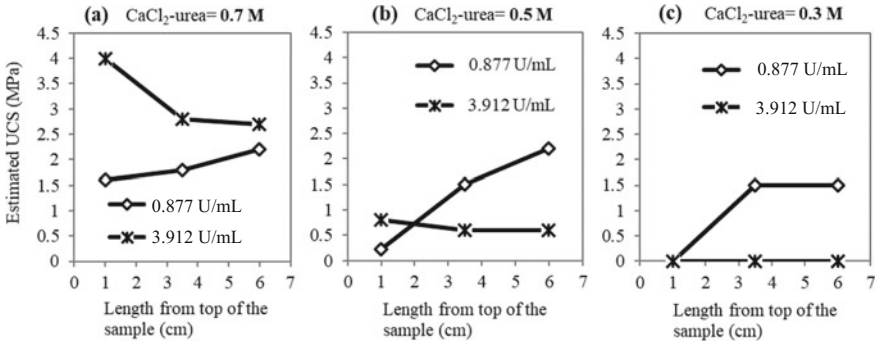 (a) CaCl₂-urea= 0.7 M
Estimated UCS (MPa)
4.5
4
3.5
3
2.5
2
1.5
1
0.5
0
0.877 U/mL
3.912 U/mL
0 1 2 3 4 5 6 7
Length from top of the
sample (cm)
(b) CaCl₂-urea= 0.5 M
4.5
4
3.5
3
2.5
2
1.5
1
0.5
0
0.877 U/mL
3.912 U/mL
0 1 2 3 4 5 6 7
Length from top of the
sample (cm)
(c) CaCl₂-urea= 0.3 M
4.5
4
3.5
3
2.5
2
1.5
1
0.5
0
0.877 U/mL
3.912 U/mL
0 1 2 3 4 5 6 7
Length from top of the
sample (cm)